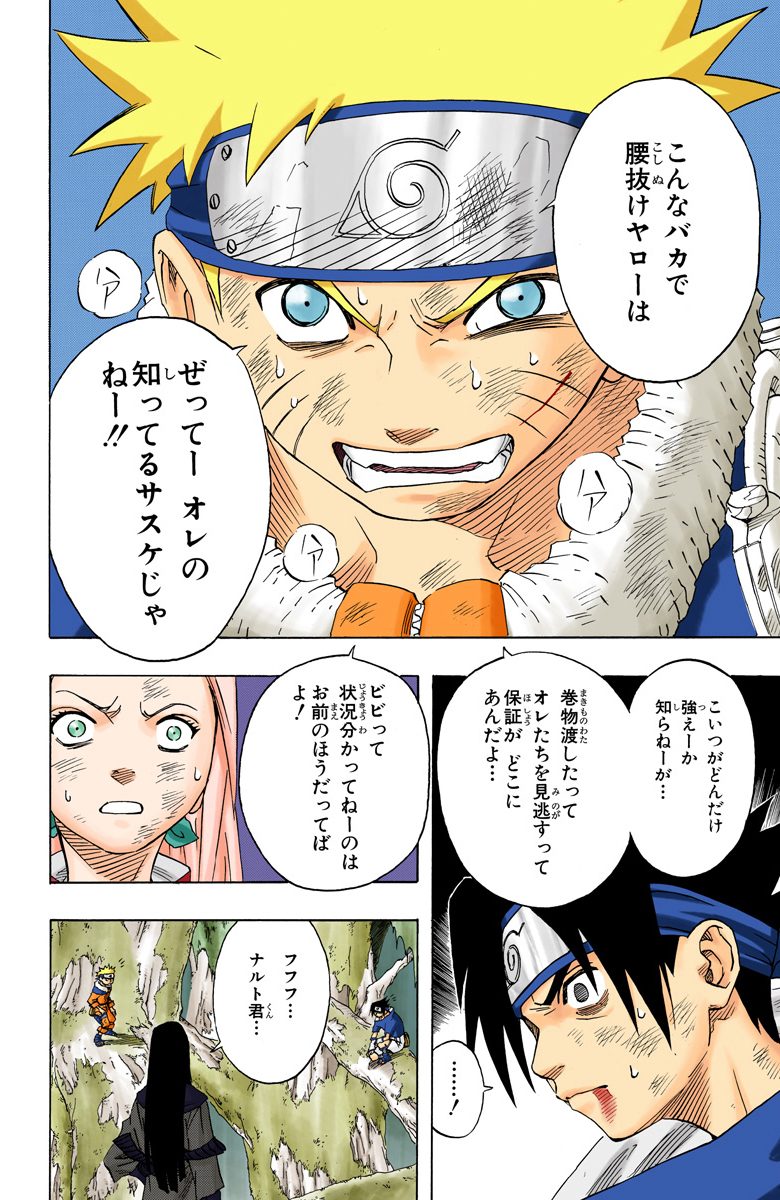 こんなバカで
腰抜けヤローは
ぜってー オレの
知ってるサスケじゃ
ねー!!
ハァ
ハァ
ハァ
こいつがどんだけ
強えーか
知らねーが…
巻物渡したって
オレたちを見逃すって
保証が どこに
あんだよ…
……!
ビビって
状況分かってねーのは
お前のほうだってば
よ!
フフフ…
ナルト君…